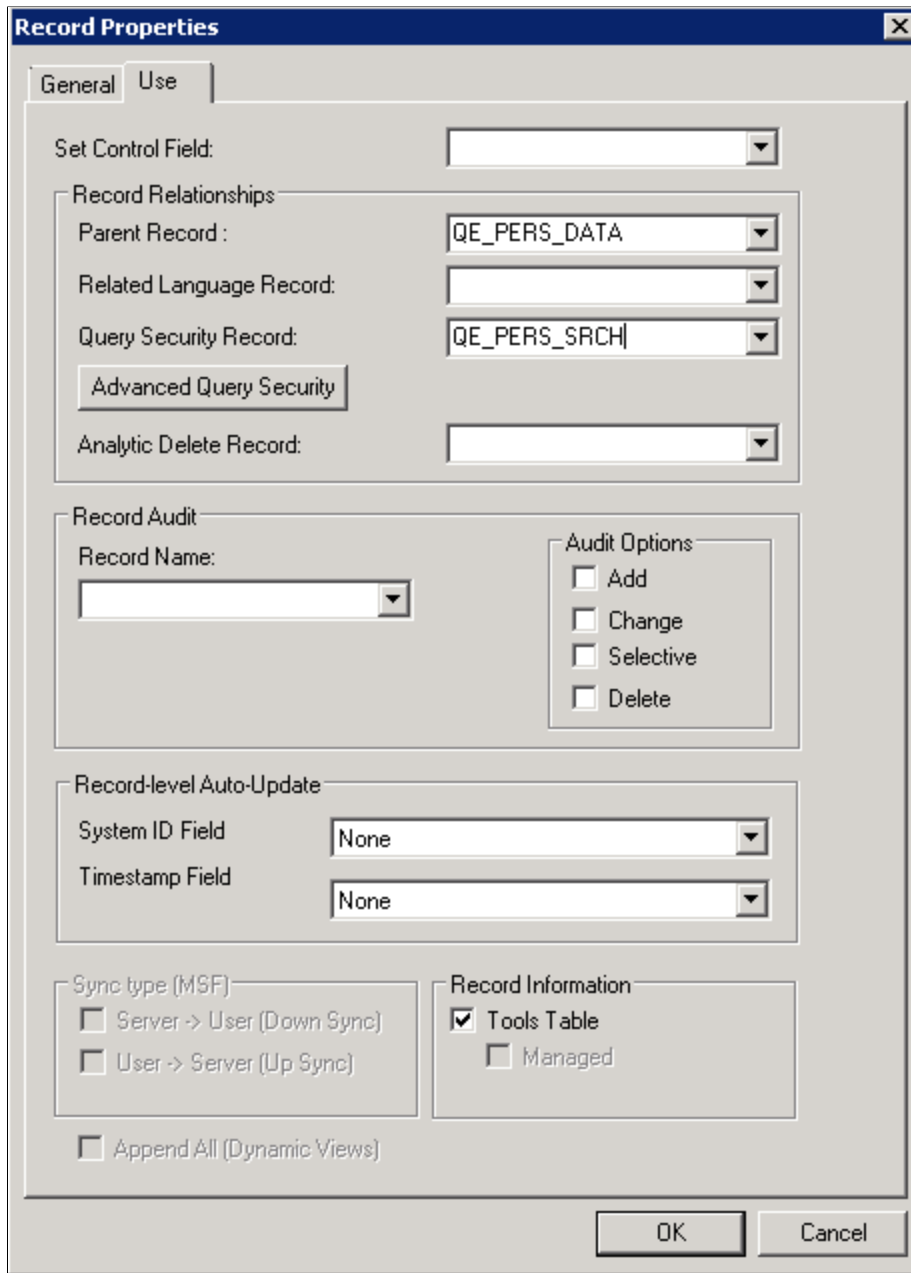 Record Properties
General Use
Set Control Field:
Record Relationships
Parent Record : QE_PERS_DATA
Related Language Record:
Query Security Record: QE_PERS_SRCH
Advanced Query Security
Analytic Delete Record:
Record Audit
Record Name:
Audit Options
Add
Change
Selective
Delete
Record-level Auto-Update
System ID Field None
Timestamp Field
None
Sync type (MSF)
Server -> User (Down Sync)
User -> Server (Up Sync)
Record Information
Tools Table
Managed
Append All (Dynamic Views)
OK Cancel